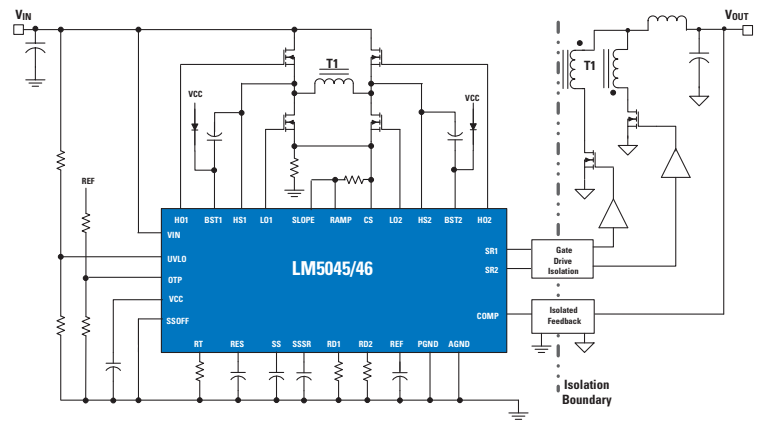 VIN
VOUT
T1
T1
VCC
VCC
REF
HO1
BST1
HS1
LO1
SLOPE
RAMP
CS
LO2
HS2
BST2
HO2
VIN
UVLO
OTP
VCC
SSOFF
LM5045/46
SR1
SR2
COMP
Gate
Drive
Isolation
Isolated
Feedback
RT
RES
SS
SSSR
RD1
RD2
REF
PGND
AGND
Isolation
Boundary